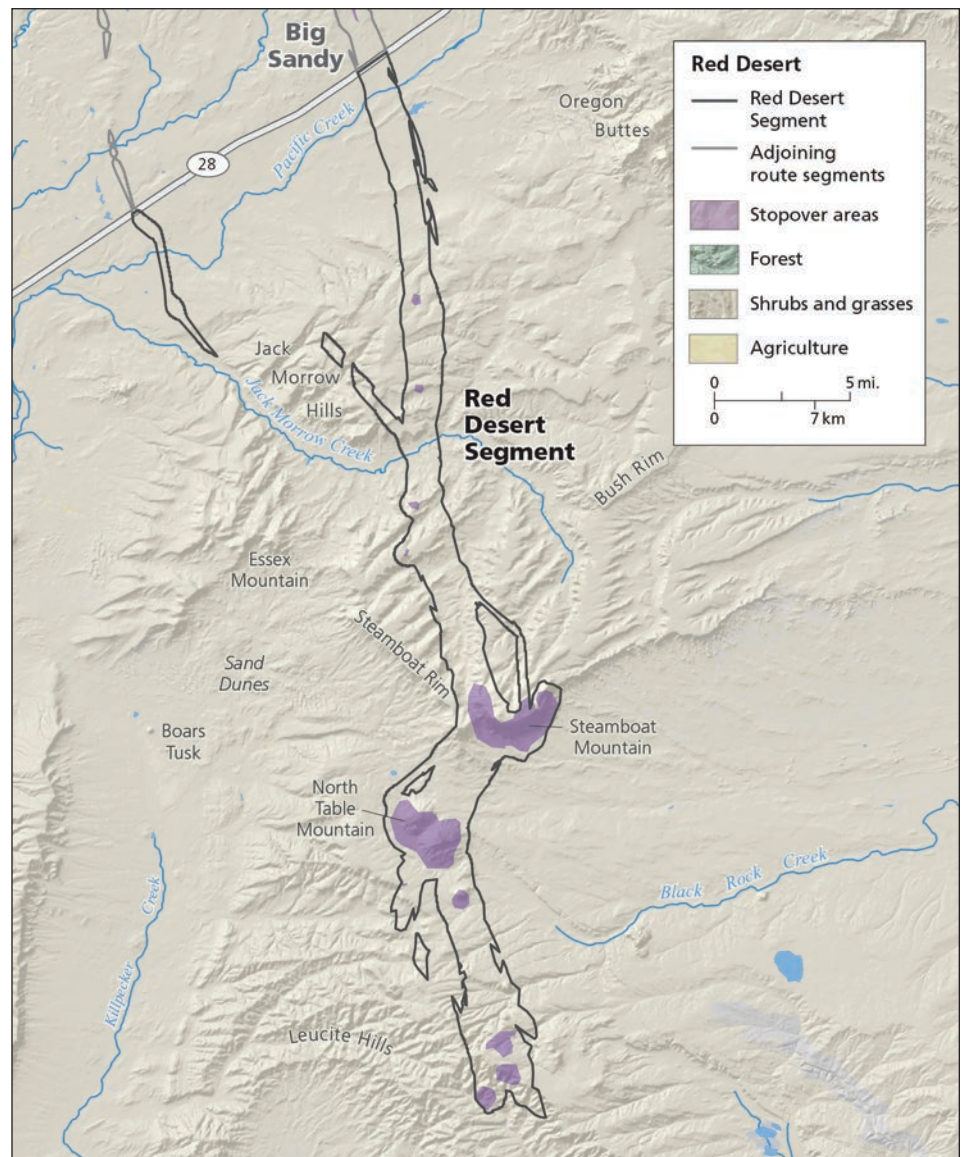 Big
Sandy
28
Pacific Creek
Oregon
Buttes
Red Desert
Red Desert
Segment
Adjoining
route segments
Stopover areas
Forest
Shrubs and grasses
Agriculture
0 5 mi.
0 7 km
Jack
Morrow
Hills
Jack Morrow Creek
Red
Desert
Segment
Bush Rim
Essex
Mountain
Steamboat Rim
Sand
Dunes
Boars
Tusk
Steamboat
Mountain
North
Table
Mountain
Black Rock Creek
Killpecker Creek
Leucite Hills